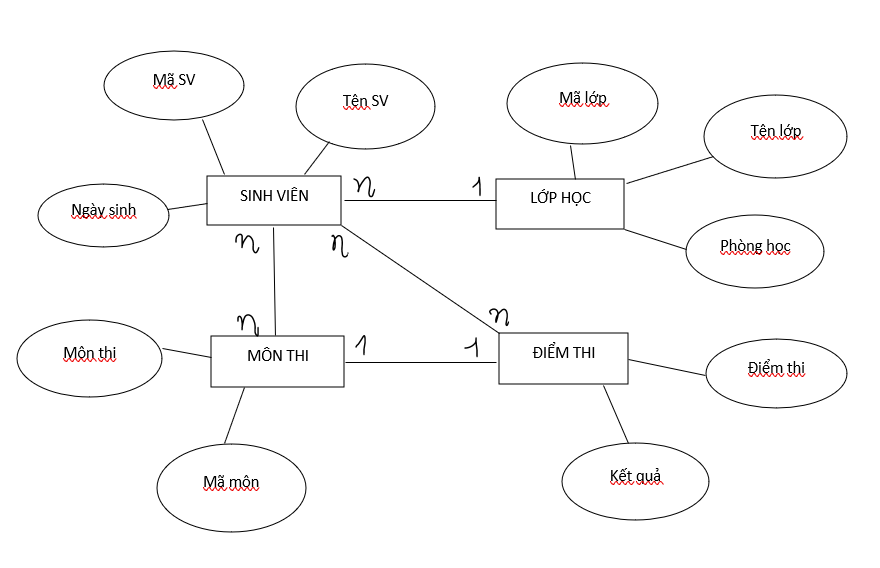 Mã SV
Tên SV
Mã lớp
Tên lớp
SINH VIÊN
n
1
LỚP HỌC
Ngày sinh
n
n
Phòng học
n
n
Môn thi
MÔN THI
1
1
ĐIỂM THI
Điểm thi
Mã môn
Kết quả